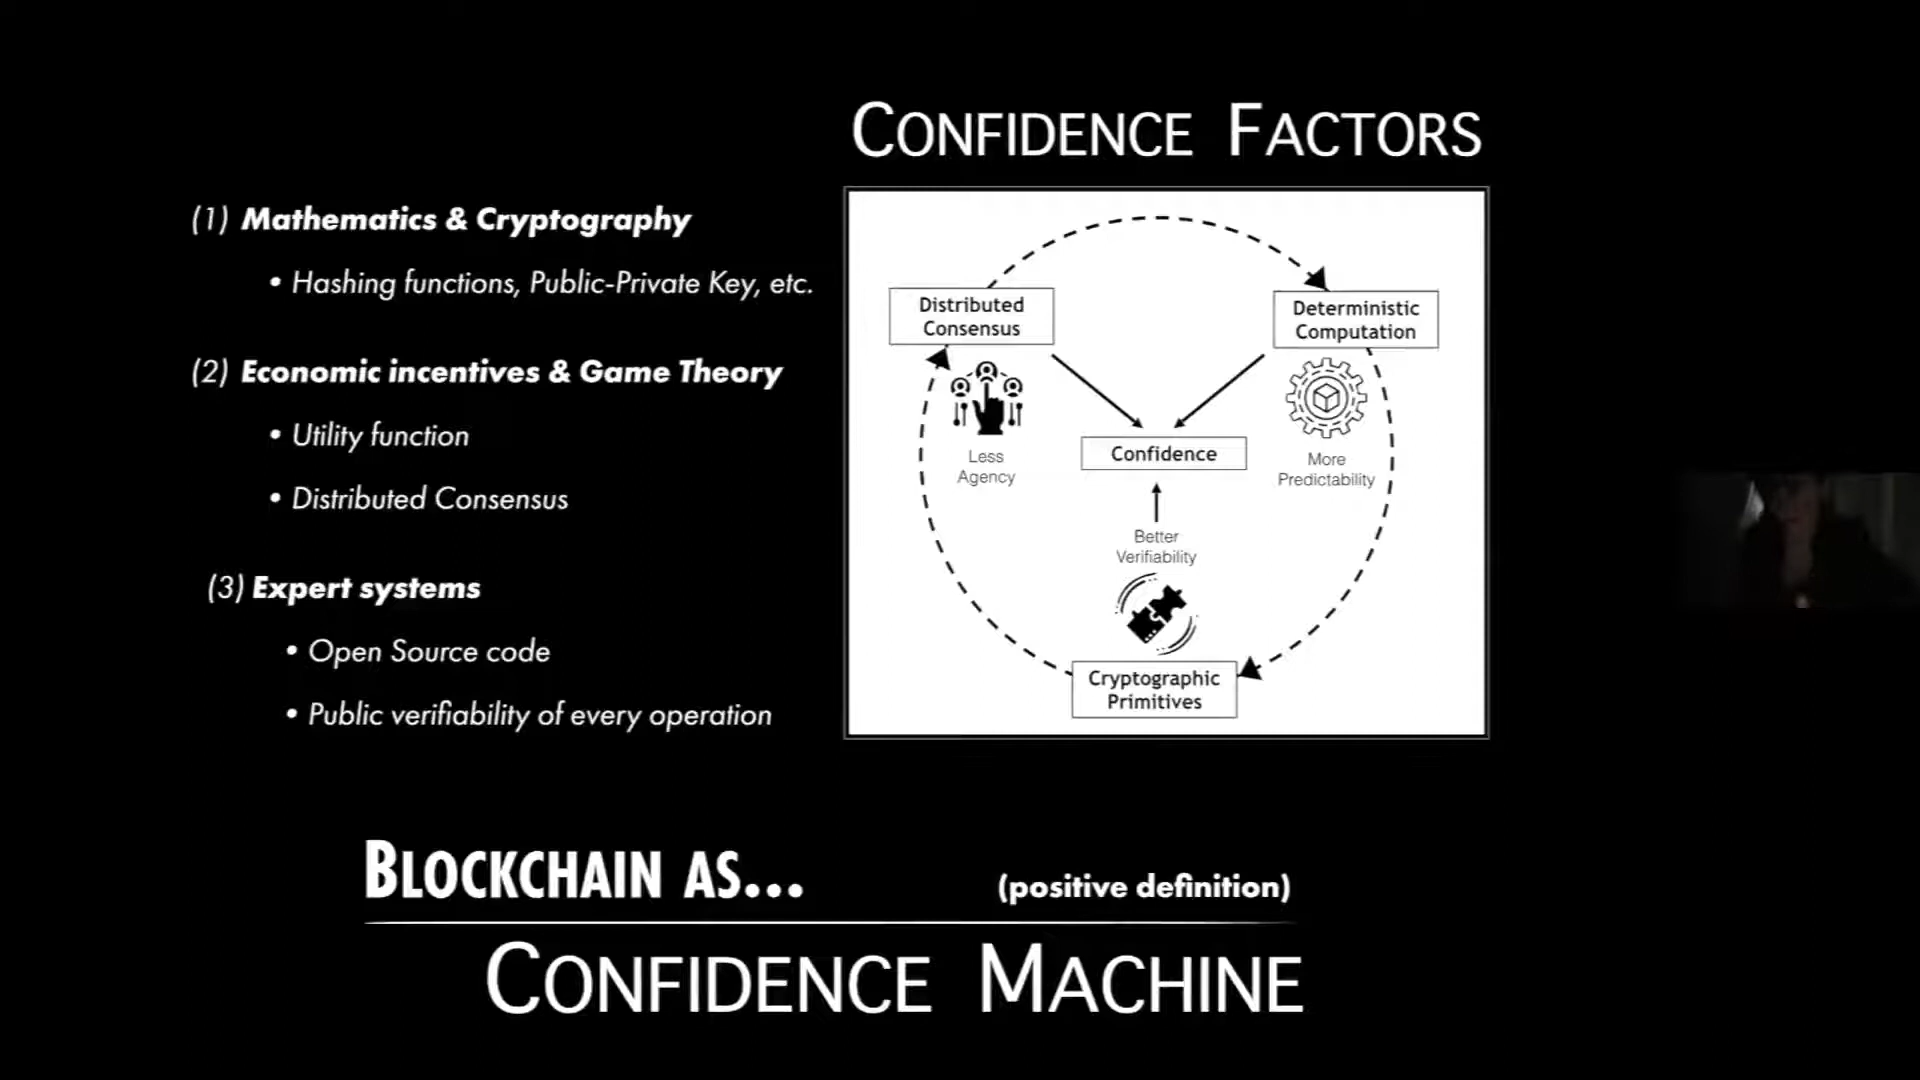 CONFIDENCE FACTORS
(1) Mathematics & Cryptography
• Hashing functions, Public-Private Key, etc.
(2) Economic incentives & Game Theory
• Utility function
• Distributed Consensus
(3) Expert systems
• Open Source code
• Public verifiability of every operation
Distributed
Consensus
Deterministic
Computation
Less
Agency
Confidence
More
Predictability
Better
Verifiability
Cryptographic
Primitives
BLOCKCHAIN AS...
(positive definition)
CONFIDENCE MACHINE